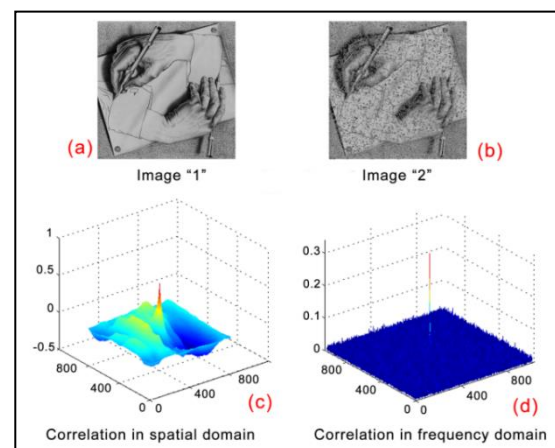 (a)
(b)
Image "1"
Image "2"
1
0.5
0
-0.5
800
400
0
0
400
800
(c)
Correlation in spatial domain
0.3
0.2
0.1
0
800
400
0
0
400
800
(d)
Correlation in frequency domain